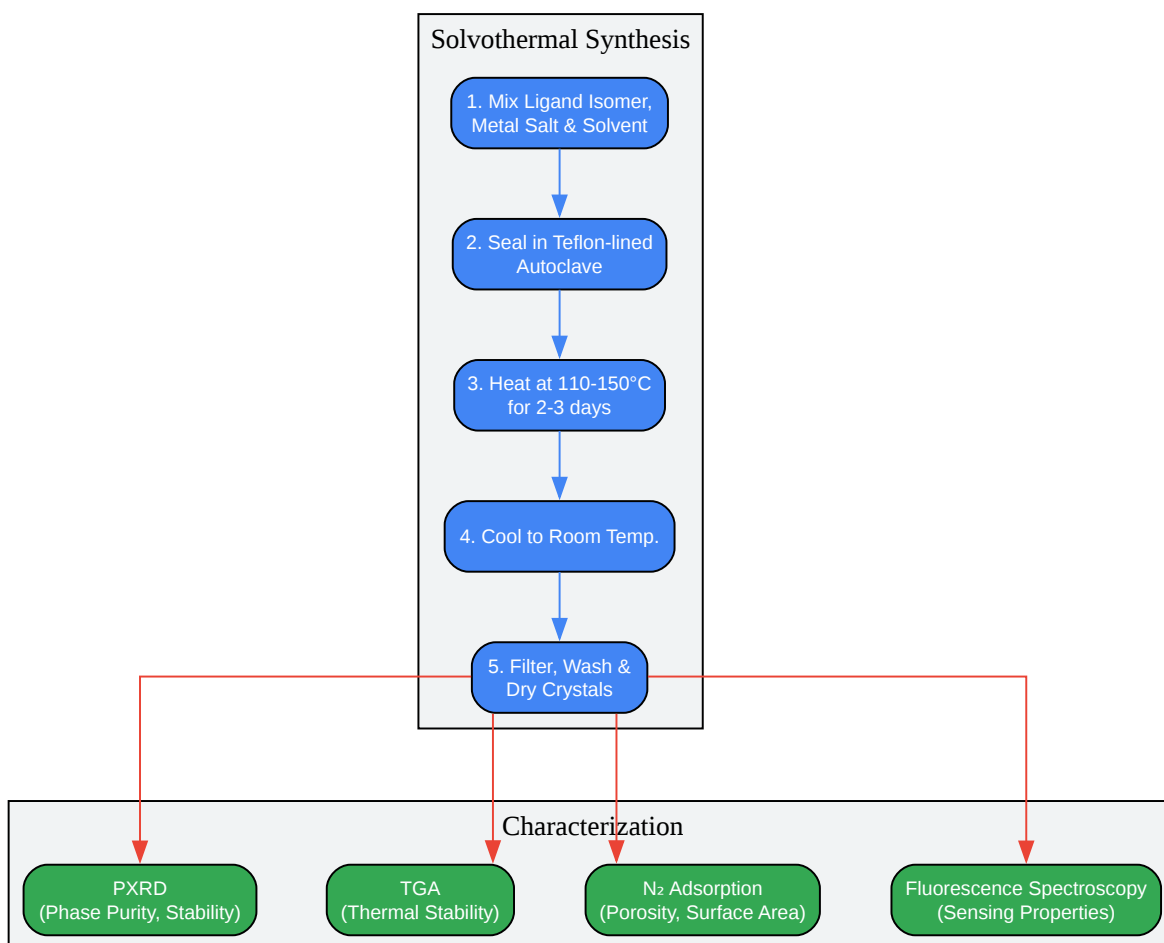 Solvothermal Synthesis
1. Mix Ligand Isomer,
Metal Salt & Solvent
2. Seal in Teflon-lined
Autoclave
3. Heat at 110-150°C
for 2-3 days
4. Cool to Room Temp.
5. Filter, Wash &
Dry Crystals
Characterization
PXRD
(Phase Purity, Stability)
TGA
(Thermal Stability)
N₂ Adsorption
(Porosity, Surface Area)
Fluorescence Spectroscopy
(Sensing Properties)